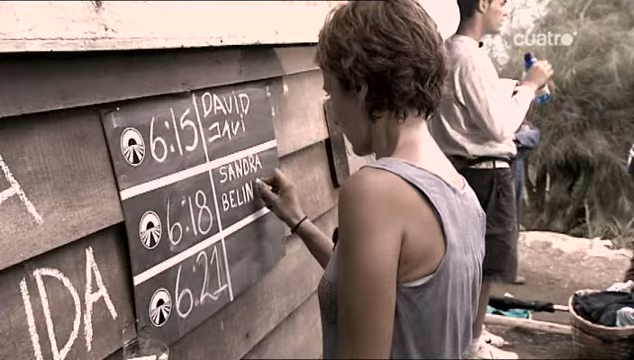 cuatro
6:15 DAVID
JAVI
6:18 SANDRA
BELIN
6:21
A
IDA